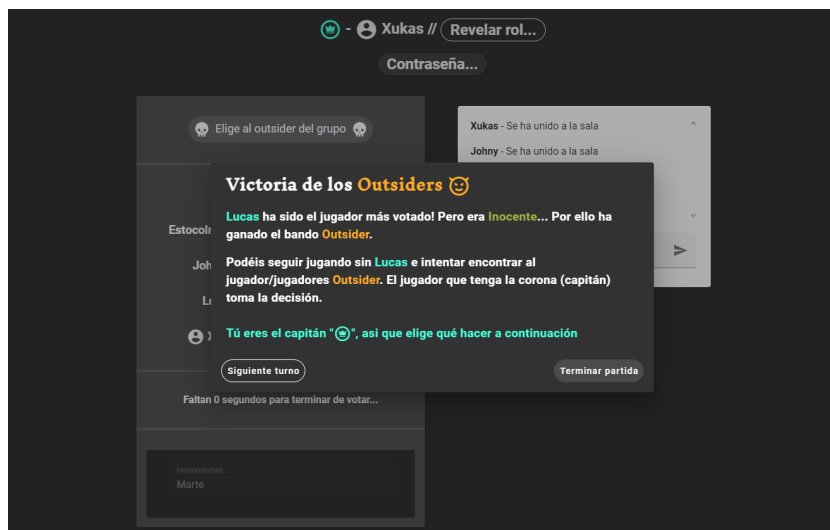 - Xukas // Revelar rol...
Contraseña...
Elige al outsider del grupo
Xukas - Se ha unido a la sala
Johny - Se ha unido a la sala
Victoria de los Outsiders
Lucas ha sido el jugador más votado! Pero era Inocente... Por ello ha
ganado el bando Outsider.
Podéis seguir jugando sin Lucas e intentar encontrar al
jugador/jugadores Outsider. El jugador que tenga la corona (capitán)
toma la decisión.
Tú eres el capitán "", asi que elige qué hacer a continuación
Siguiente turno
Terminar partida
Faltan 0 segundos para terminar de votar...
Marte